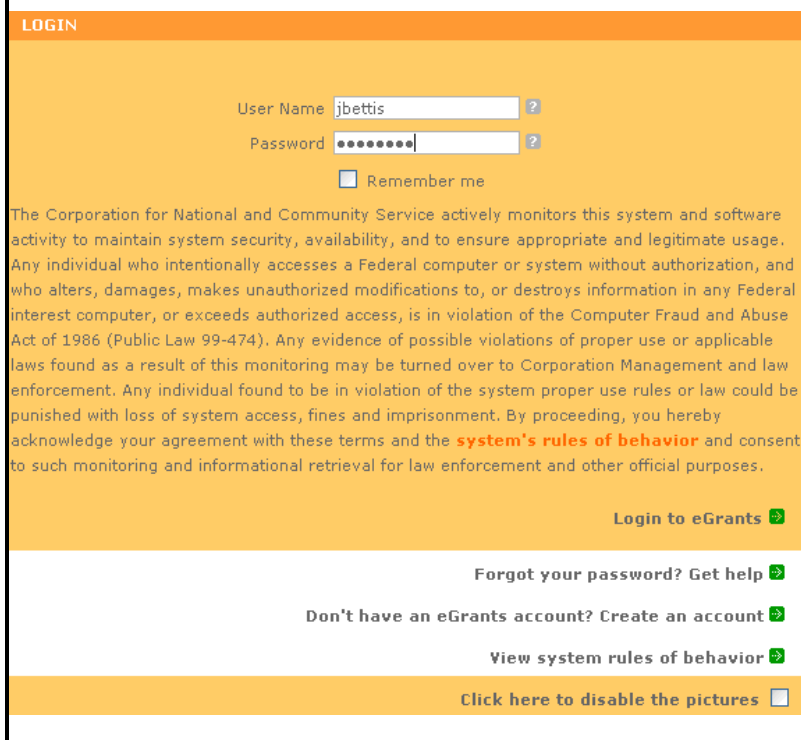 LOGIN
User Name jbettis ?
Password ●●●●●●●● ?
Remember me
The Corporation for National and Community Service actively monitors this system and software
activity to maintain system security, availability, and to ensure appropriate and legitimate usage.
Any individual who intentionally accesses a Federal computer or system without authorization, and
who alters, damages, makes unauthorized modifications to, or destroys information in any Federal
interest computer, or exceeds authorized access, is in violation of the Computer Fraud and Abuse
Act of 1986 (Public Law 99-474). Any evidence of possible violations of proper use or applicable
laws found as a result of this monitoring may be turned over to Corporation Management and law
enforcement. Any individual found to be in violation of the system proper use rules or law could be
punished with loss of system access, fines and imprisonment. By proceeding, you hereby
acknowledge your agreement with these terms and the system's rules of behavior and consent
to such monitoring and informational retrieval for law enforcement and other official purposes.
Login to eGrants
Forgot your password? Get help
Don't have an eGrants account? Create an account
View system rules of behavior
Click here to disable the pictures